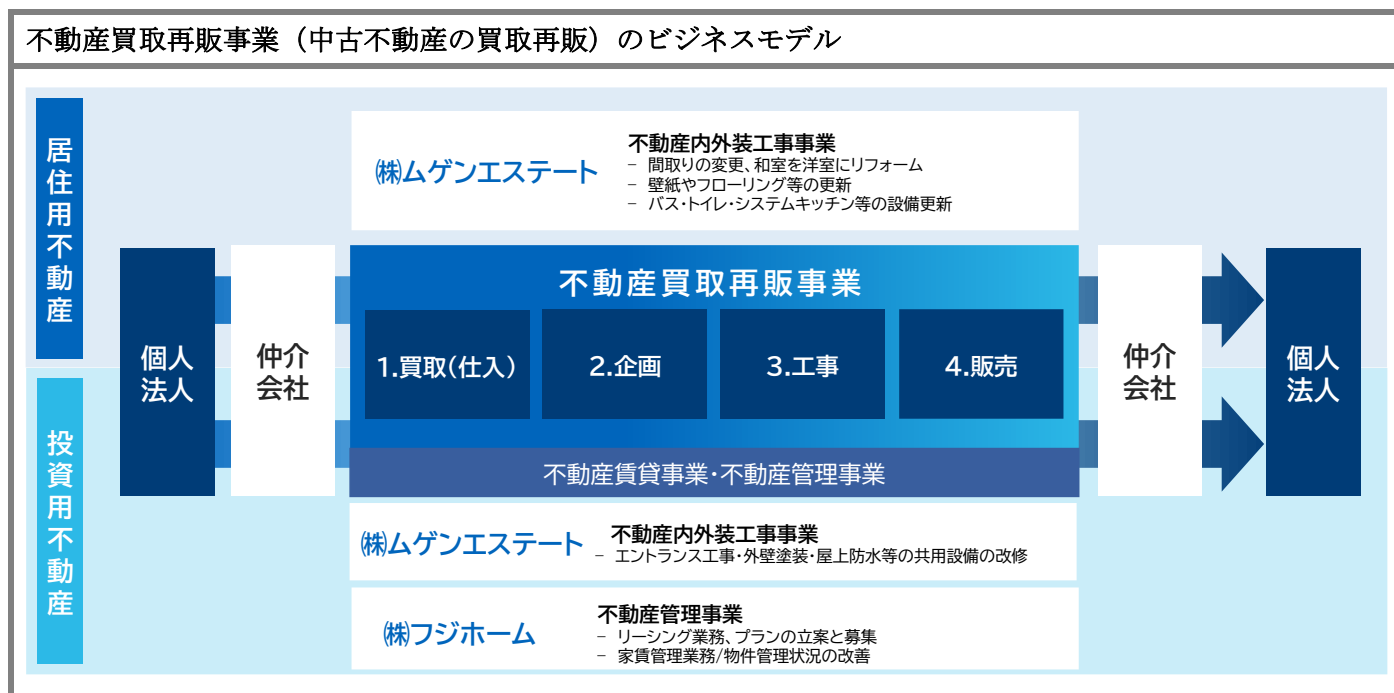 不動産買取再販事業（中古不動産の買取再販）のビジネスモデル
居住用不動産
㈱ムゲンエステート
不動産内外装工事事業
− 間取りの変更、和室を洋室にリフォーム
− 壁紙やフローリング等の更新
− バス・トイレ・システムキッチン等の設備更新
個人
法人
仲介
会社
不動産買取再販事業
1.買取(仕入)
2.企画
3.工事
4.販売
不動産賃貸事業・不動産管理事業
仲介
会社
個人
法人
投資用不動産
㈱ムゲンエステート
不動産内外装工事事業
− エントランス工事・外壁塗装・屋上防水等の共用設備の改修
㈱フジホーム
不動産管理事業
− リーシング業務、プランの立案と募集
− 家賃管理業務/物件管理状況の改善